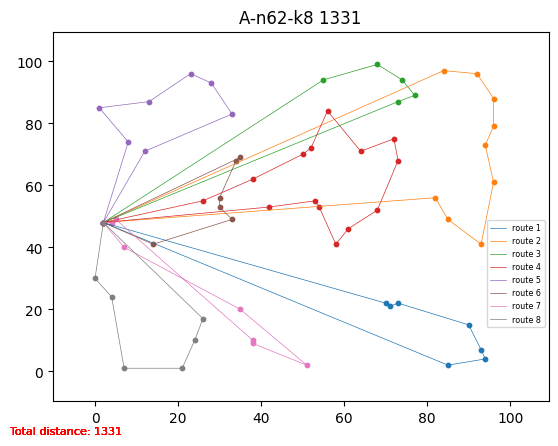 A-n62-k8 1331
100
80
60
40
20
0
0 20 40 60 80 100
route 1
route 2
route 3
route 4
route 5
route 6
route 7
route 8
Total distance: 1331